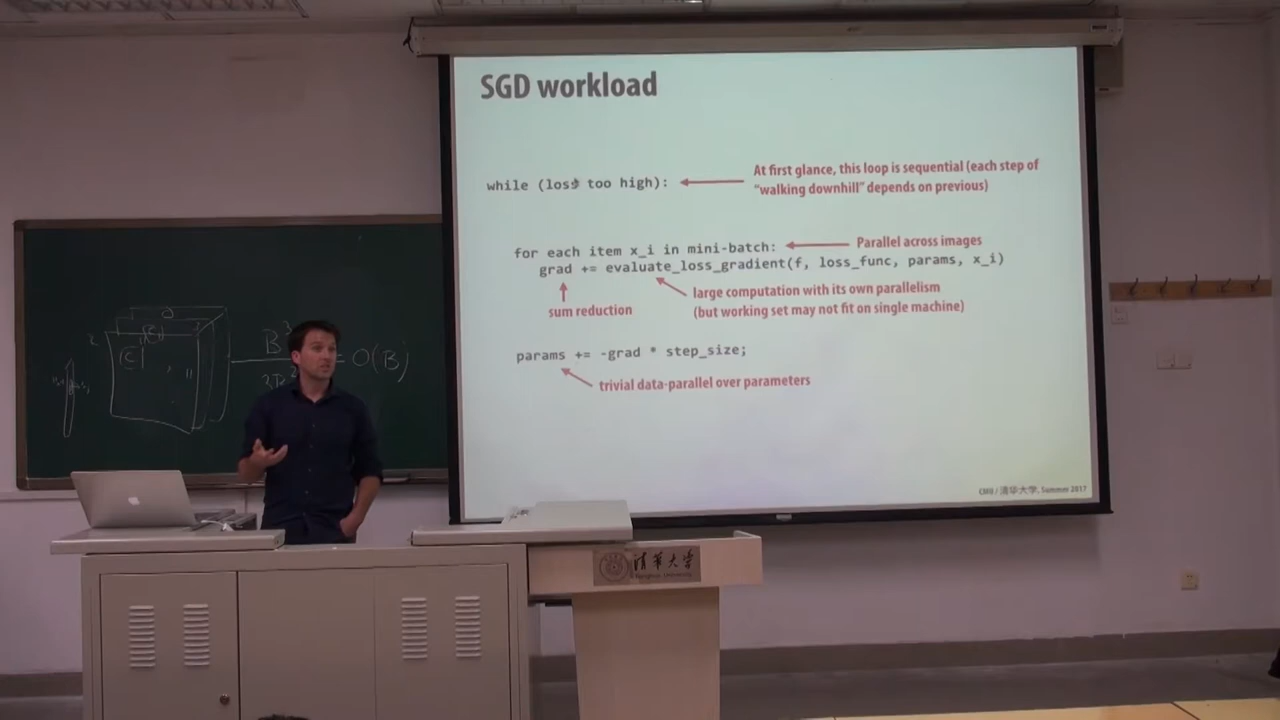 SGD workload
At first glance, this loop is sequential (each step of
"walking downhill" depends on previous)
while (loss too high):
for each item x_i in mini-batch:
Parallel across images
grad += evaluate_loss_gradient(f, loss_func, params, x_i)
sum reduction
large computation with its own parallelism
(but working set may not fit on single machine)
params += -grad * step_size;
trivial data-parallel over parameters
CMU / 清华大学, Summer 2017
B³
= O(B)
清华大学
Tsinghua University